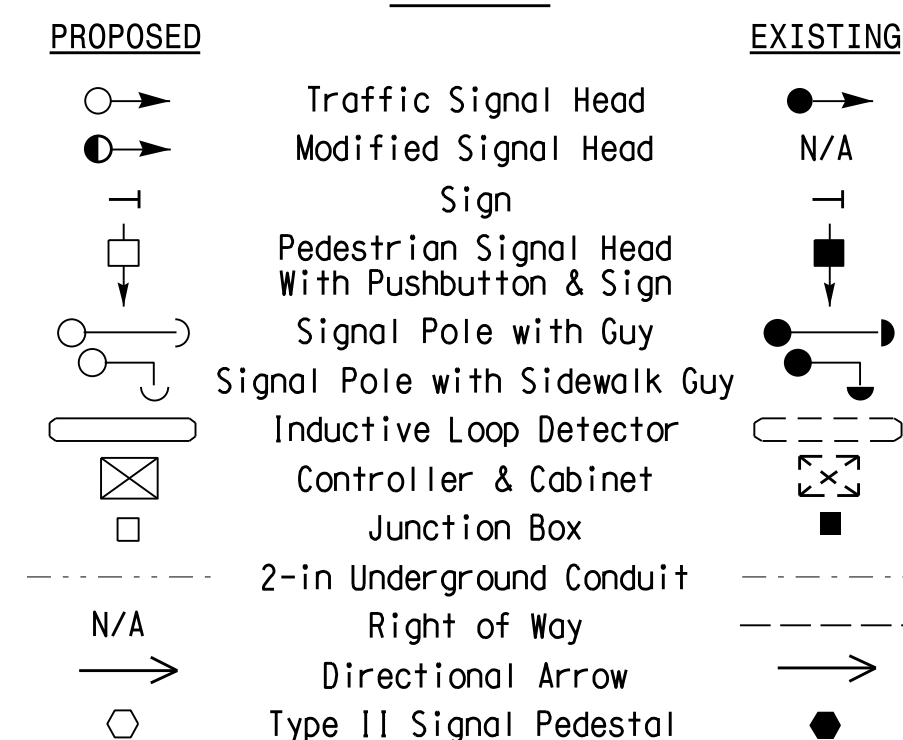 PROPOSED EXISTING
Traffic Signal Head
Modified Signal Head N/A
Sign
Pedestrian Signal Head
With Pushbutton & Sign
Signal Pole with Guy
Signal Pole with Sidewalk Guy
Inductive Loop Detector
Controller & Cabinet
Junction Box
2-in Underground Conduit
N/A Right of Way
Directional Arrow
Type II Signal Pedestal